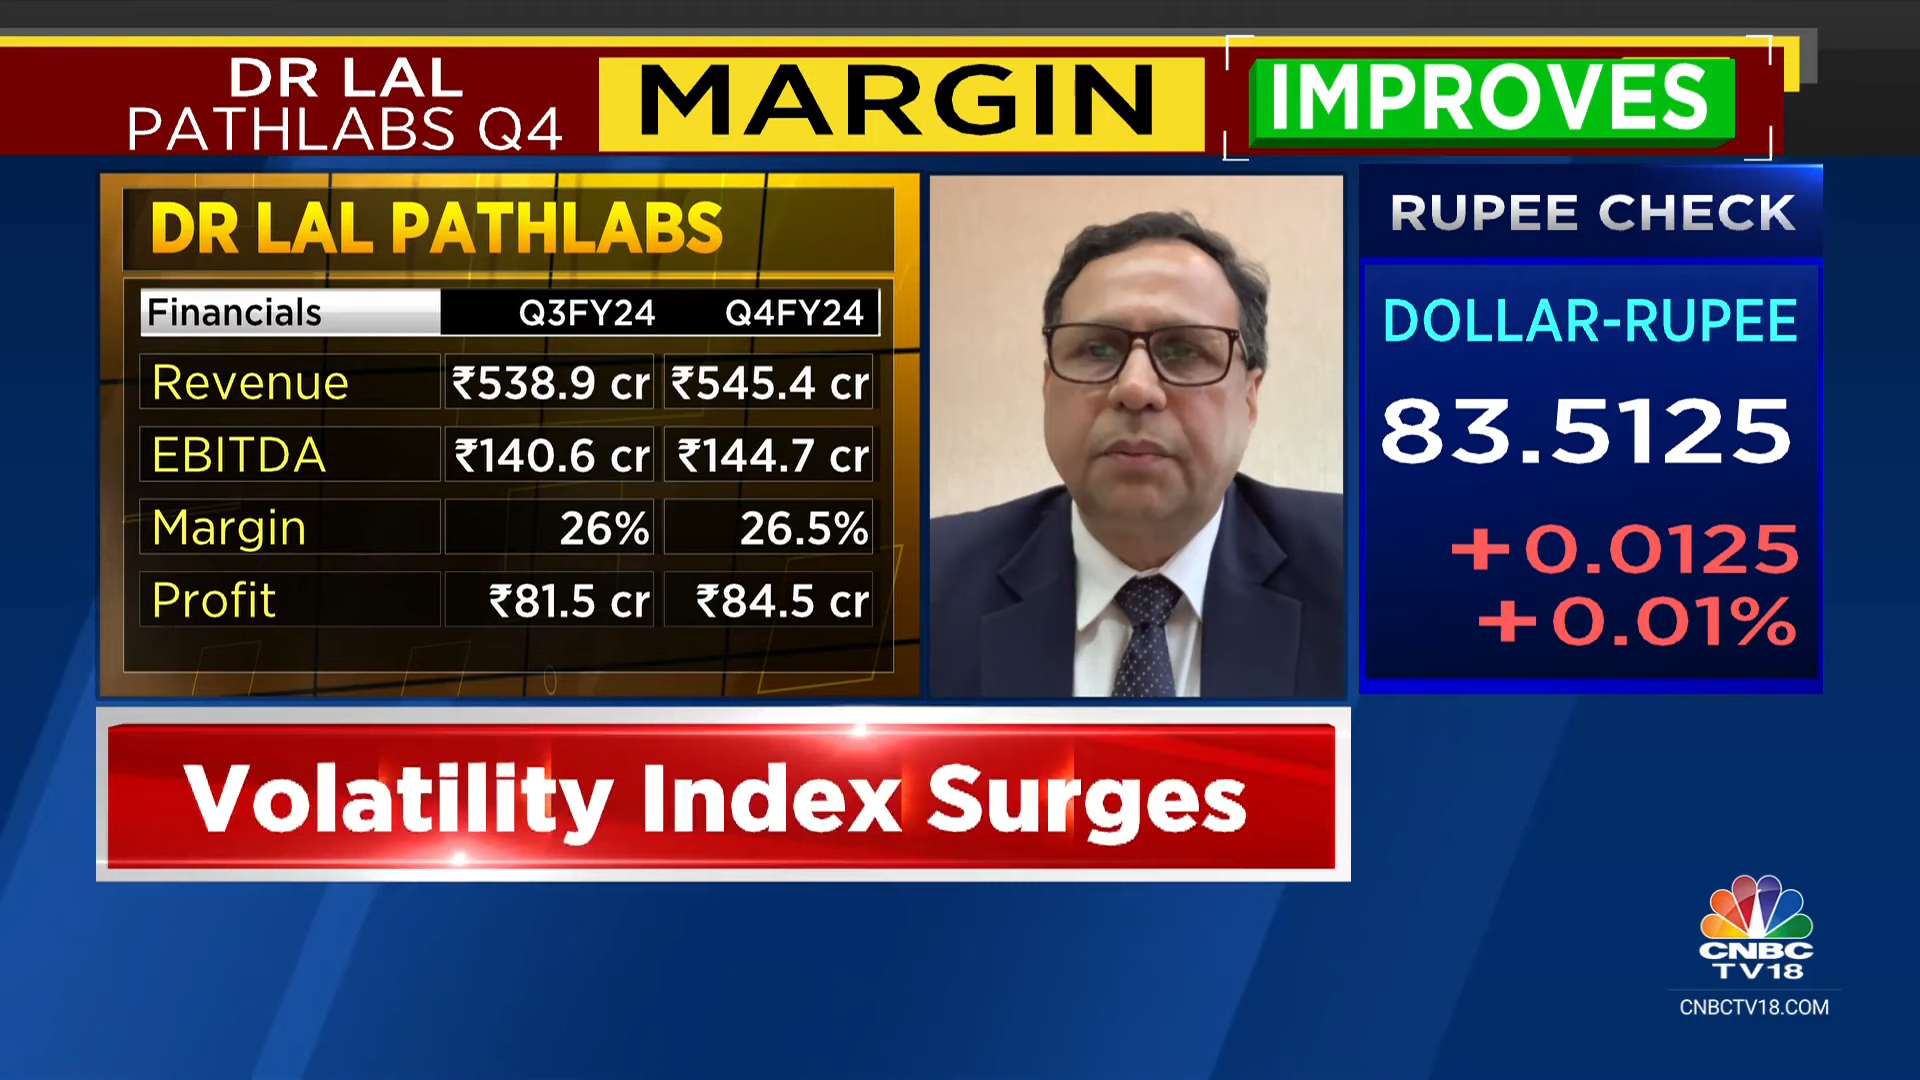 DR LAL
PATHLABS Q4
MARGIN
IMPROVES
DR LAL PATHLABS
Financials Q3FY24 Q4FY24
Revenue ₹538.9 cr ₹545.4 cr
EBITDA ₹140.6 cr ₹144.7 cr
Margin 26% 26.5%
Profit ₹81.5 cr ₹84.5 cr
RUPEE CHECK
DOLLAR-RUPEE
83.5125
+0.0125
+0.01%
Volatility Index Surges
CNBC
TV18
CNBCTV18.COM